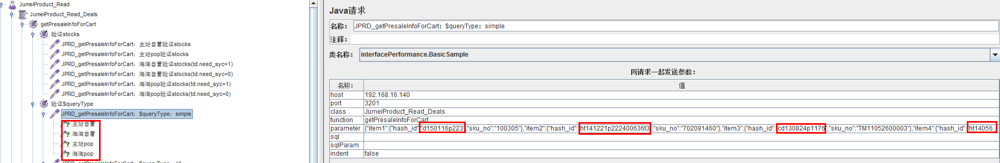 JumeiProduct_Read
JumeiProduct_Read_Deals
getPresaleInfoForCart
验证stocks
JPRD_getPresaleInfoForCart：主站自营验证stocks
JPRD_getPresaleInfoForCart：主站pop验证stocks
JPRD_getPresaleInfoForCart：海淘自营验证stocks(td.need_syc=1)
JPRD_getPresaleInfoForCart：海淘自营验证stocks(td.need_syc=0)
JPRD_getPresaleInfoForCart：海淘pop验证stocks(td.need_syc=1)
JPRD_getPresaleInfoForCart：海淘pop验证stocks(td.need_syc=0)
验证$queryType
JPRD_getPresaleInfoForCart：$queryType：simple
主站自营
海淘自营
主站pop
海淘pop
Java请求
名称： JPRD_getPresaleInfoForCart：$queryType：simple
注释：
类名称： interfacePerformance.BasicSample
同请求一起发送参数：
名称： 值
host 192.168.16.140
port 3201
class JumeiProduct_Read_Deals
function getPresaleInfoForCart
parameter {"item1":{"hash_id":"d150116p223","sku_no":"100305"},"item2":{"hash_id":"ht141221p2224006363t3","sku_no":"702091460"},"item3":{"hash_id":"cd130824p1176","sku_no":"TM11052600003"},"item4":{"hash_id":"ht14056...
sql
sqlParam
indent false